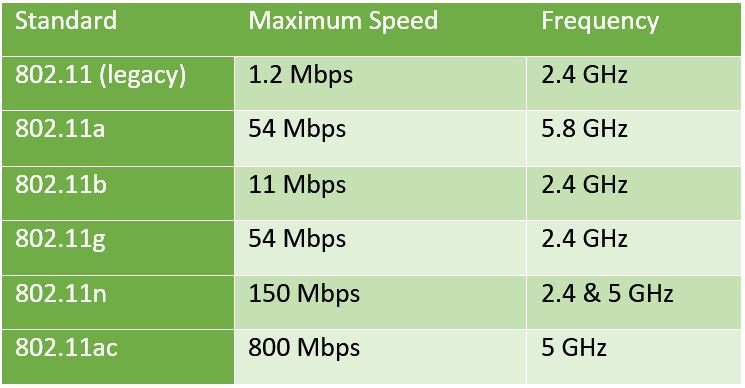 Standard Maximum Speed Frequency
802.11 (legacy) 1.2 Mbps 2.4 GHz
802.11a 54 Mbps 5.8 GHz
802.11b 11 Mbps 2.4 GHz
802.11g 54 Mbps 2.4 GHz
802.11n 150 Mbps 2.4 & 5 GHz
802.11ac 800 Mbps 5 GHz